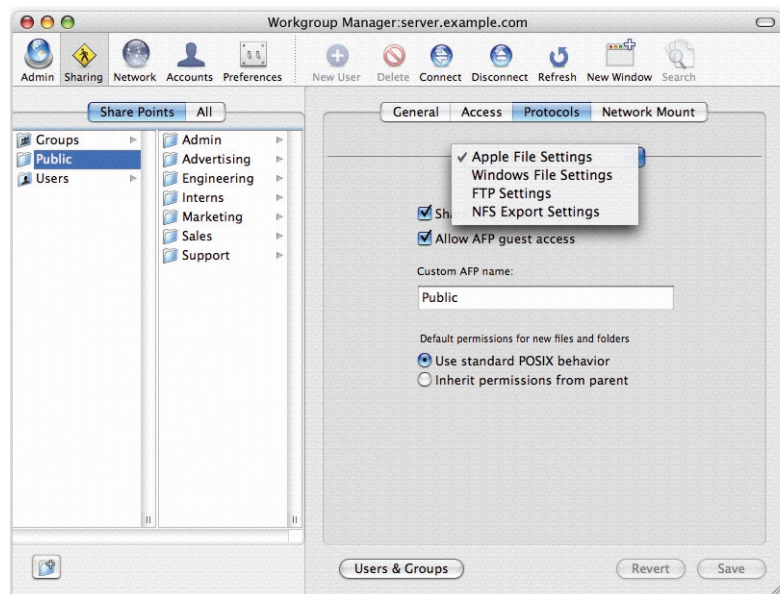 Workgroup Manager:server.example.com
Admin Sharing Network Accounts Preferences New User Delete Connect Disconnect Refresh New Window Search
Share Points All
General Access Protocols Network Mount
Groups
Public
Users
Admin
Advertising
Engineering
Interns
Marketing
Sales
Support
✓ Apple File Settings
Windows File Settings
FTP Settings
NFS Export Settings
Allow AFP guest access
Custom AFP name:
Public
Default permissions for new files and folders
Use standard POSIX behavior
Inherit permissions from parent
Users & Groups
Revert Save